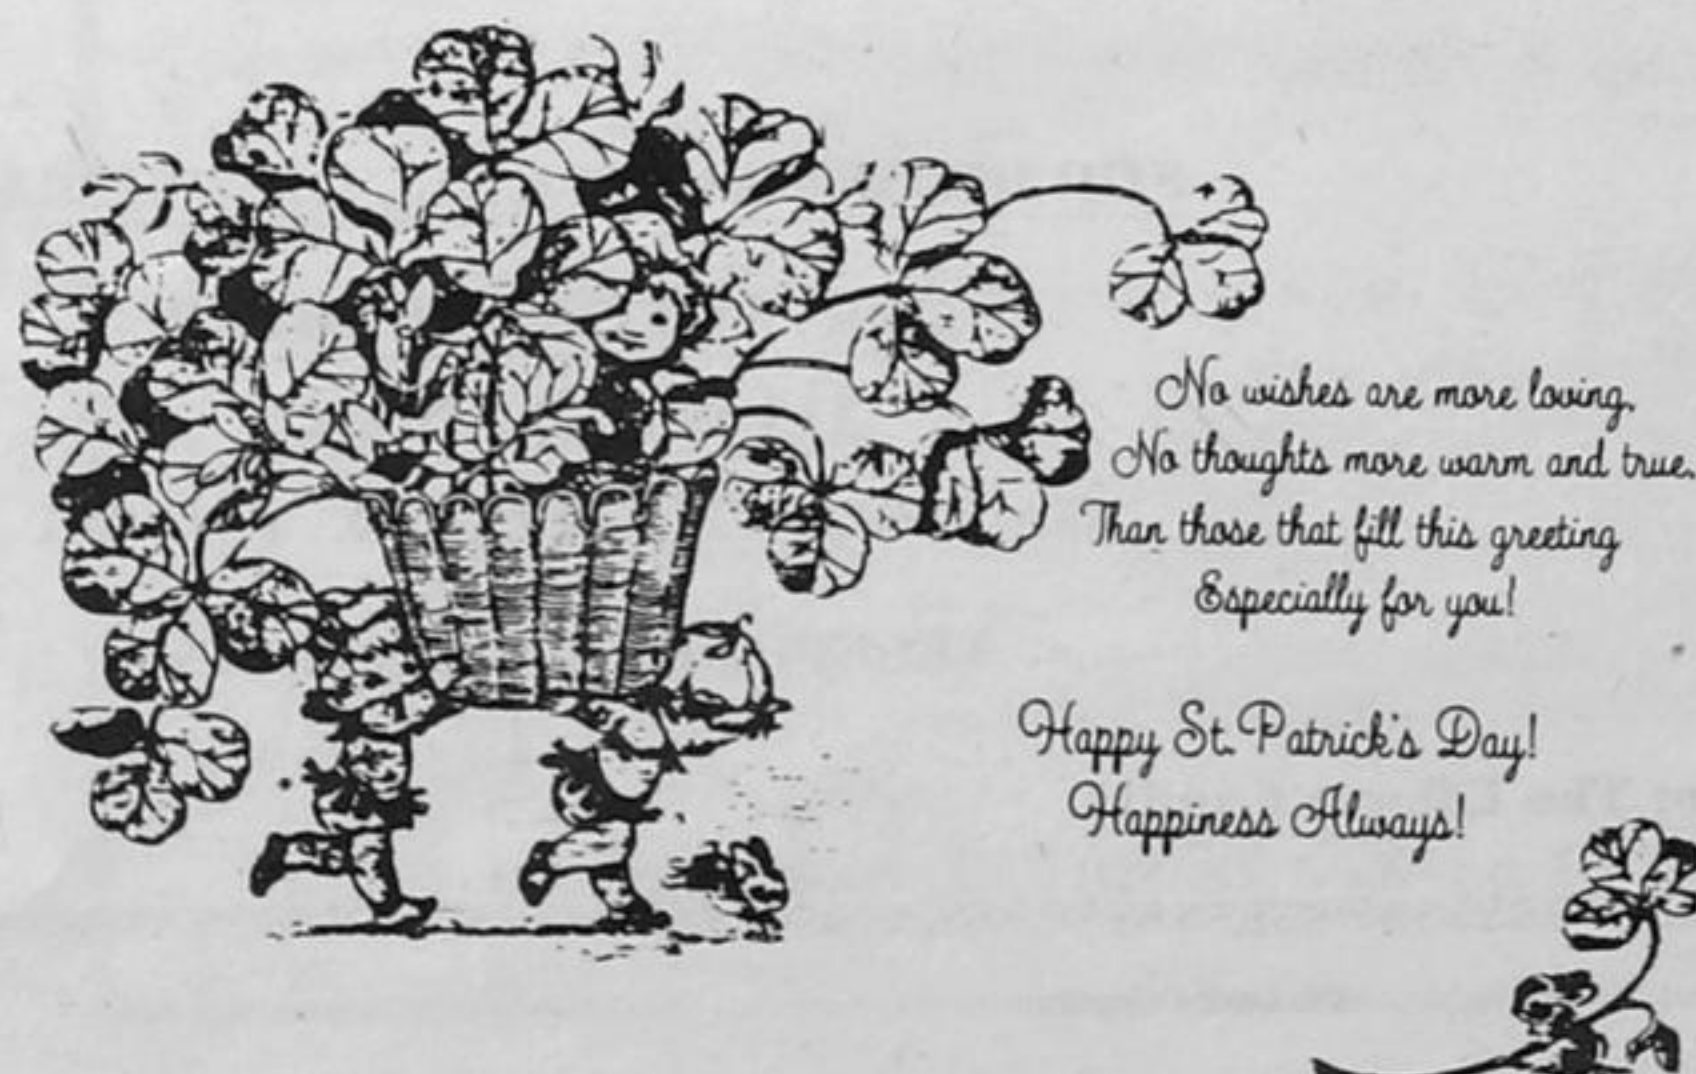 No wishes are more loving,
No thoughts more warm and true,
Than those that fill this greeting
Especially for you!
Happy St. Patrick's Day!
Happiness Always!